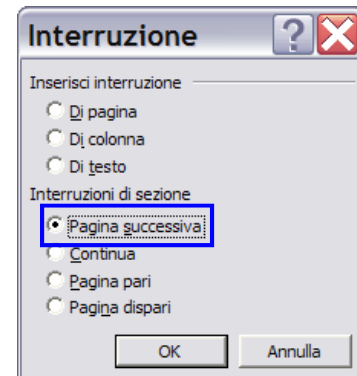 Interruzione ?
Inserisci interruzione
Di pagina
Di colonna
Di testo
Interruzioni di sezione
Pagina successiva
Continua
Pagina pari
Pagina dispari
OK Annulla